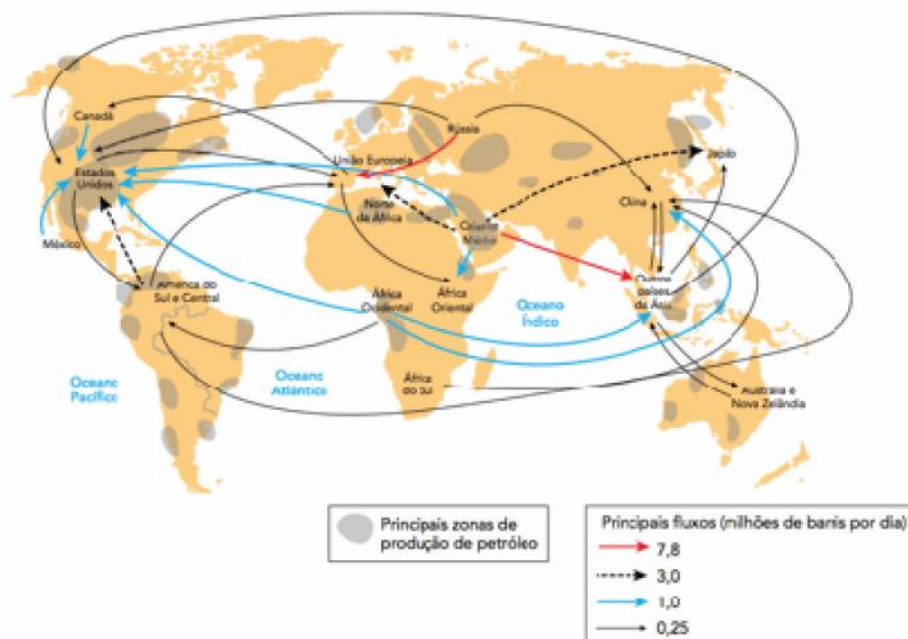 Canadá
Rússia
União Europeia
Japão
Estados
Unidos
Norte
da África
China
Oriente
Médio
México
Outros
países
da Ásia
América do
Sul e Central
África
Ocidental
África
Oriental
Oceano
Índico
Oceano
Pacífico
Oceano
Atlântico
África
do Sul
Austrália e
Nova Zelândia
Principais zonas de
produção de petróleo
Principais fluxos (milhões de barris por dia)
7,8
3,0
1,0
0,25